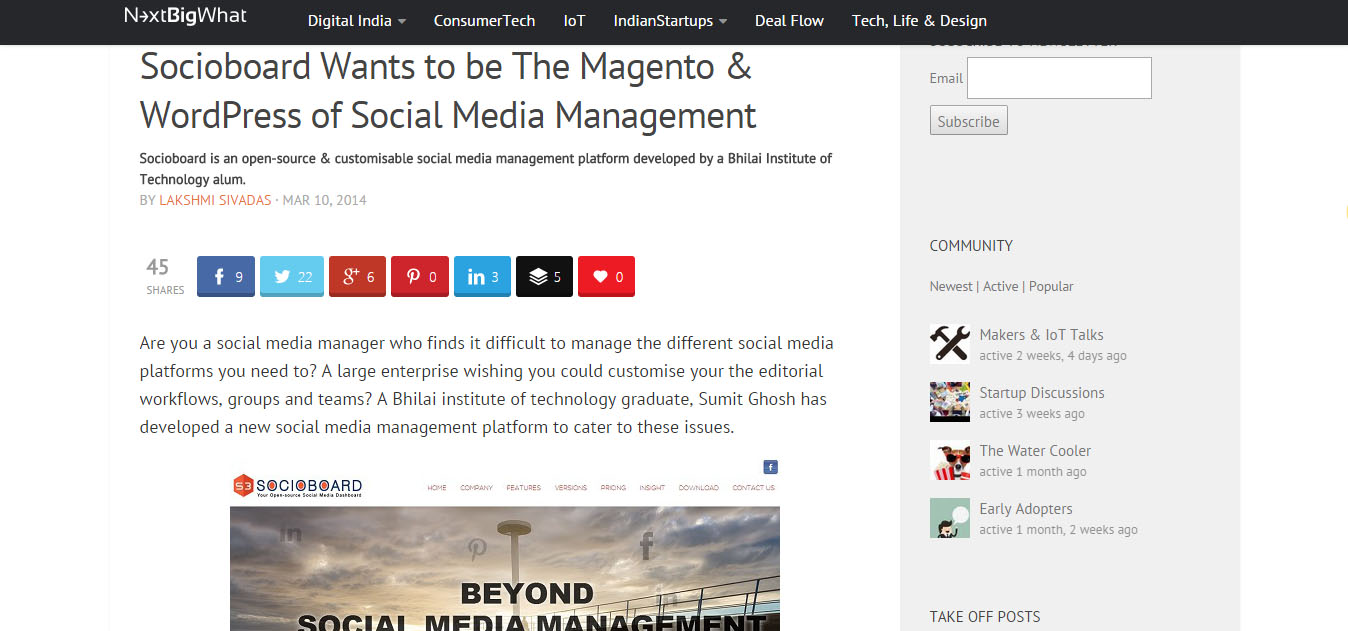 NextBigWhat
Digital India
ConsumerTech
IoT
IndianStartups
Deal Flow
Tech, Life & Design
Socioboard Wants to be The Magento &
WordPress of Social Media Management
Socioboard is an open-source & customisable social media management platform developed by a Bhilai Institute of
Technology alum.
BY LAKSHMI SIVADAS · MAR 10, 2014
45
SHARES
9
22
6
0
3
5
0
Are you a social media manager who finds it difficult to manage the different social media
platforms you need to? A large enterprise wishing you could customise your the editorial
workflows, groups and teams? A Bhilai institute of technology graduate, Sumit Ghosh has
developed a new social media management platform to cater to these issues.
SOCIOBOARD
Your Open-source Social Media Dashboard
HOME COMPANY FEATURES VERSIONS PRICING INSIGHT DOWNLOAD CONTACT US
BEYOND
SOCIAL MEDIA MANAGEMENT
SUBSCRIBE TO NEWSLETTER
Email
Subscribe
COMMUNITY
Newest | Active | Popular
Makers & IoT Talks
active 2 weeks, 4 days ago
Startup Discussions
active 3 weeks ago
The Water Cooler
active 1 month ago
Early Adopters
active 1 month, 2 weeks ago
TAKE OFF POSTS